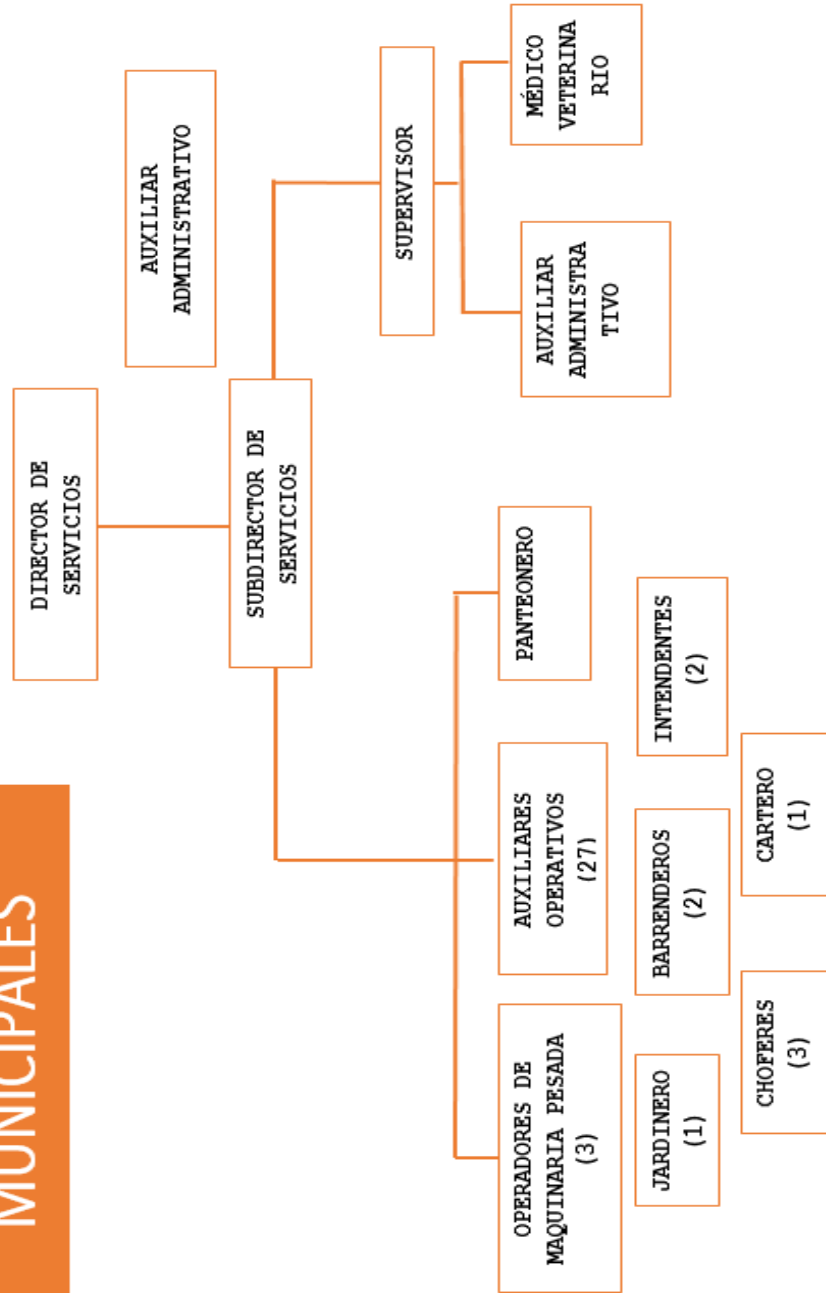 MUNICIPALES
DIRECTOR DE
SERVICIOS
AUXILIAR
ADMINISTRATIVO
SUBDIRECTOR DE
SERVICIOS
SUPERVISOR
OPERADORES DE
MAQUINARIA PESADA
(3)
AUXILIARES
OPERATIVOS
(27)
PANTEONERO
AUXILIAR
ADMINISTRA
TIVO
MÉDICO
VETERINA
RIO
JARDINERO
(1)
BARRENDEROS
(2)
INTENDENTES
(2)
CHOFERES
(3)
CARTERO
(1)